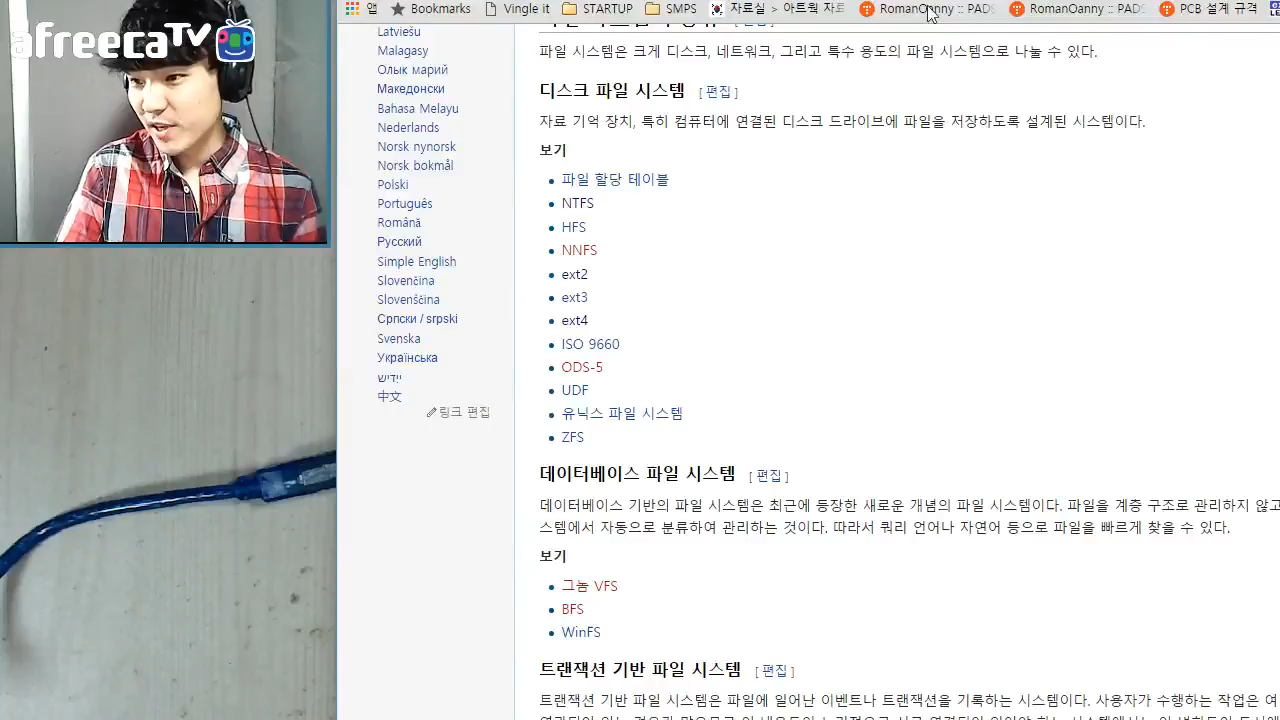 afreecaTV
앱
Bookmarks
Vingle it
STARTUP
SMPS
자료실 :: 아트웍 자료
RomanOanny :: PADS
RomanOanny :: PADS
PCB 설계 규격
Latviešu
Malagasy
Олык марий
Македонски
Bahasa Melayu
Nederlands
Norsk nynorsk
Norsk bokmål
Polski
Português
Română
Русский
Simple English
Slovenčina
Slovenščina
Српски / srpski
Svenska
Українська
ייִדיש
中文
링크 편집
파일 시스템은 크게 디스크, 네트워크, 그리고 특수 용도의 파일 시스템으로 나눌 수 있다.
디스크 파일 시스템 [편집]
자료 기억 장치, 특히 컴퓨터에 연결된 디스크 드라이브에 파일을 저장하도록 설계된 시스템이다.
보기
파일 할당 테이블
NTFS
HFS
NNFS
ext2
ext3
ext4
ISO 9660
ODS-5
UDF
유닉스 파일 시스템
ZFS
데이터베이스 파일 시스템 [편집]
데이터베이스 기반의 파일 시스템은 최근에 등장한 새로운 개념의 파일 시스템이다. 파일을 계층 구조로 관리하지 않고
스템에서 자동으로 분류하여 관리하는 것이다. 따라서 쿼리 언어나 자연어 등으로 파일을 빠르게 찾을 수 있다.
보기
그놈 VFS
BFS
WinFS
트랜잭션 기반 파일 시스템 [편집]
트랜잭션 기반 파일 시스템은 파일에 일어난 이벤트나 트랜잭션을 기록하는 시스템이다. 사용자가 수행하는 작업은 여